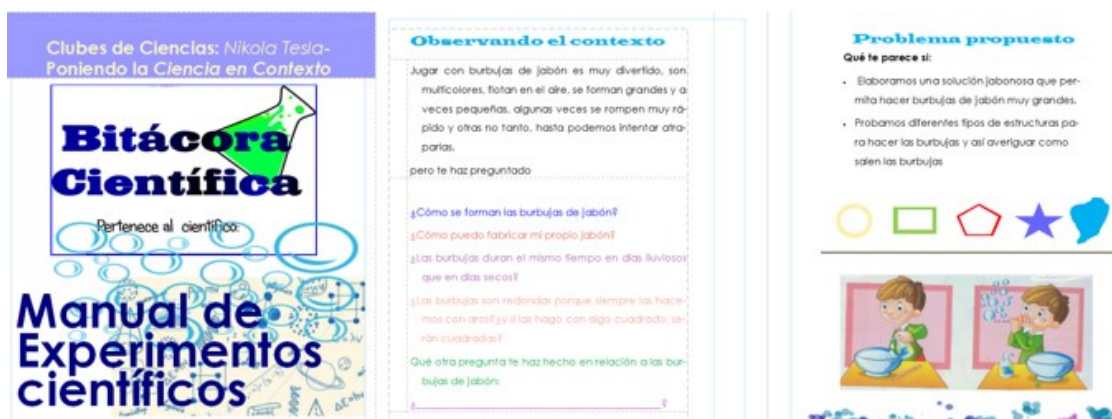 Clubes de Ciencias: Nikola Tesla-
Poniendo la Ciencia en Contexto
Bitácora
Científica
Pertenece al científico:
Manual de
Experimentos
científicos
Observando el contexto
Jugar con burbujas de jabón es muy divertido, son
multicolores, flotan en el aire, se forman grandes y a
veces pequeñas, algunas veces se rompen muy rá-
pido y otras no tanto, hasta podemos intentar atra-
parlas.
pero te haz preguntado
¿Cómo se forman las burbujas de jabón?
¿Cómo puedo fabricar mi propio jabón?
¿Las burbujas duran el mismo tiempo en días lluviosos
que en días secos?
¿Las burbujas son redondas porque siempre las hace-
mos con aros?¿y si las hago con algo cuadrado, se-
rán cuadradas?
Qué otra pregunta te haz hecho en relación a las bur-
bujas de jabón:
¿_____?
Problema propuesto
Qué te parece si:
• Elaboramos una solución jabonosa que per-
mita hacer burbujas de jabón muy grandes.
• Probamos diferentes tipos de estructuras pa-
ra hacer las burbujas y así averiguar como
salen las burbujas